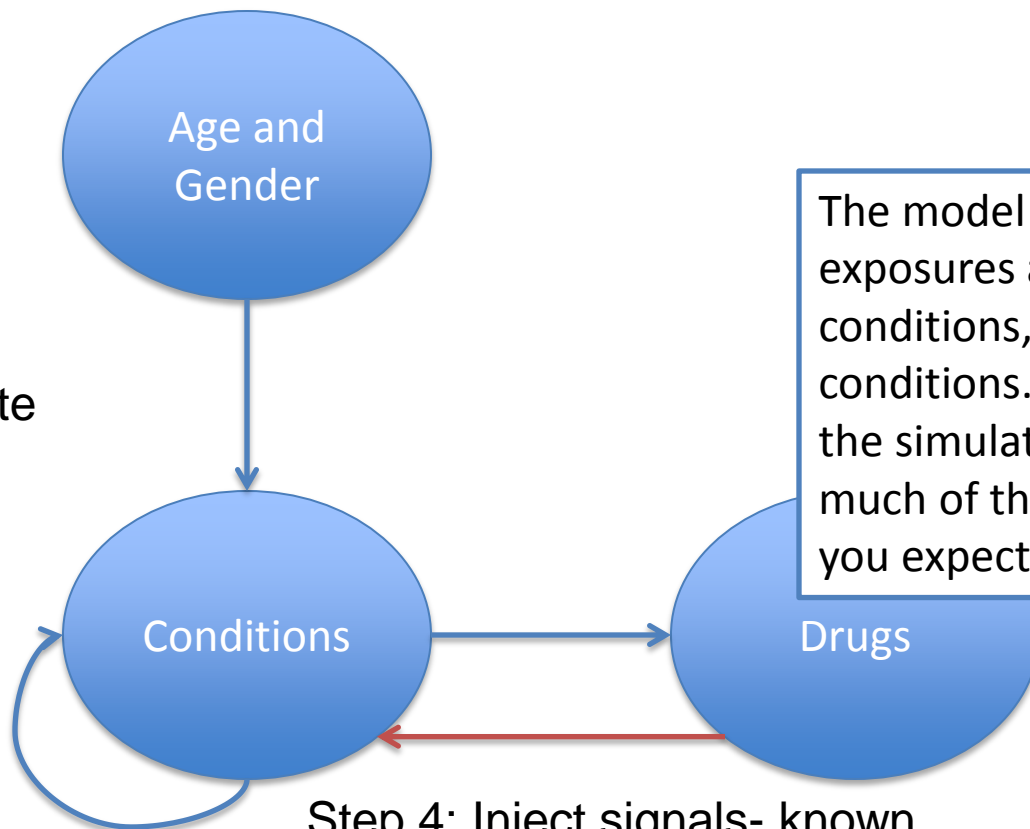 Age and
Gender
The model
exposures a
conditions,
conditions.
the simulat
much of th
you expect
te
Conditions
Drugs
Step 4: Inject signals- known